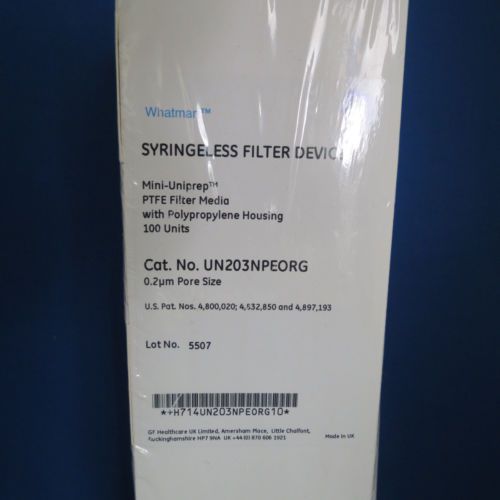 Whatman™
SYRINGELESS FILTER DEVICE
Mini-Uniprep™
PTFE Filter Media
with Polypropylene Housing
100 Units
Cat. No. UN203NPEORG
0.2µm Pore Size
U.S. Pat. Nos. 4,800,020; 4,632,850 and 4,897,193
Lot No. 5507
*+H714UN203NPEORG10*
GE Healthcare UK Limited, Amersham Place, Little Chalfont,
Buckinghamshire HP7 9NA UK +44 (0) 870 606 1921
Made in UK